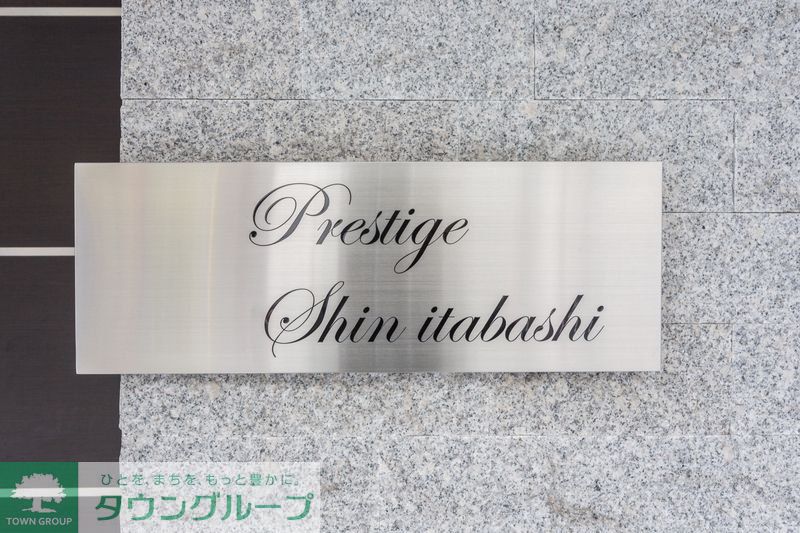 Prestige
Shin itabashi
ひとを、まちを、もっと豊かに。
タウングループ
TOWN GROUP